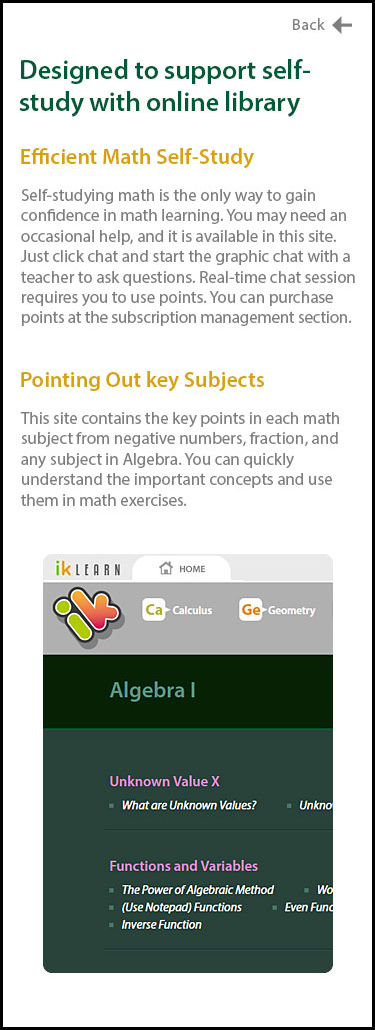 Back
Designed to support self-
study with online library
Efficient Math Self-Study
Self-studying math is the only way to gain
confidence in math learning. You may need an
occasional help, and it is available in this site.
Just click chat and start the graphic chat with a
teacher to ask questions. Real-time chat session
requires you to use points. You can purchase
points at the subscription management section.
Pointing Out key Subjects
This site contains the key points in each math
subject from negative numbers, fraction, and
any subject in Algebra. You can quickly
understand the important concepts and use
them in math exercises.
ik LEARN HOME
Ca Calculus Ge Geometry
Algebra I
Unknown Value X
What are Unknown Values?
Functions and Variables
The Power of Algebraic Method
(Use Notepad) Functions Even Func
Inverse Function